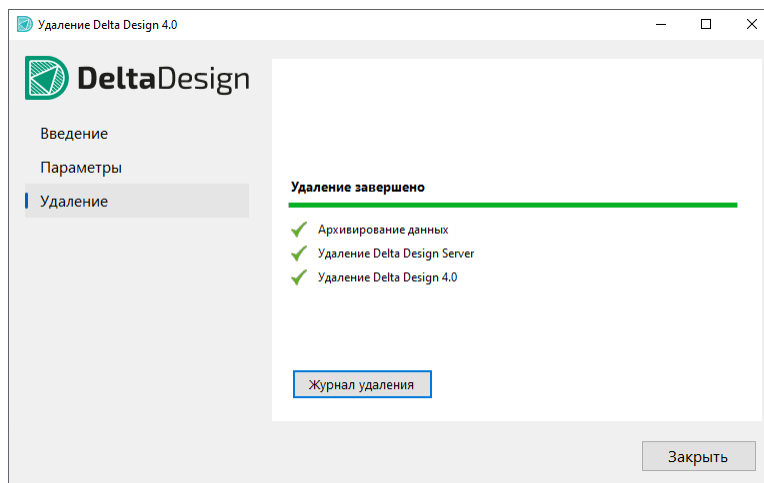 Удаление Delta Design 4.0
DeltaDesign
Введение
Параметры
Удаление
Удаление завершено
Архивирование данных
Удаление Delta Design Server
Удаление Delta Design 4.0
Журнал удаления
Закрыть